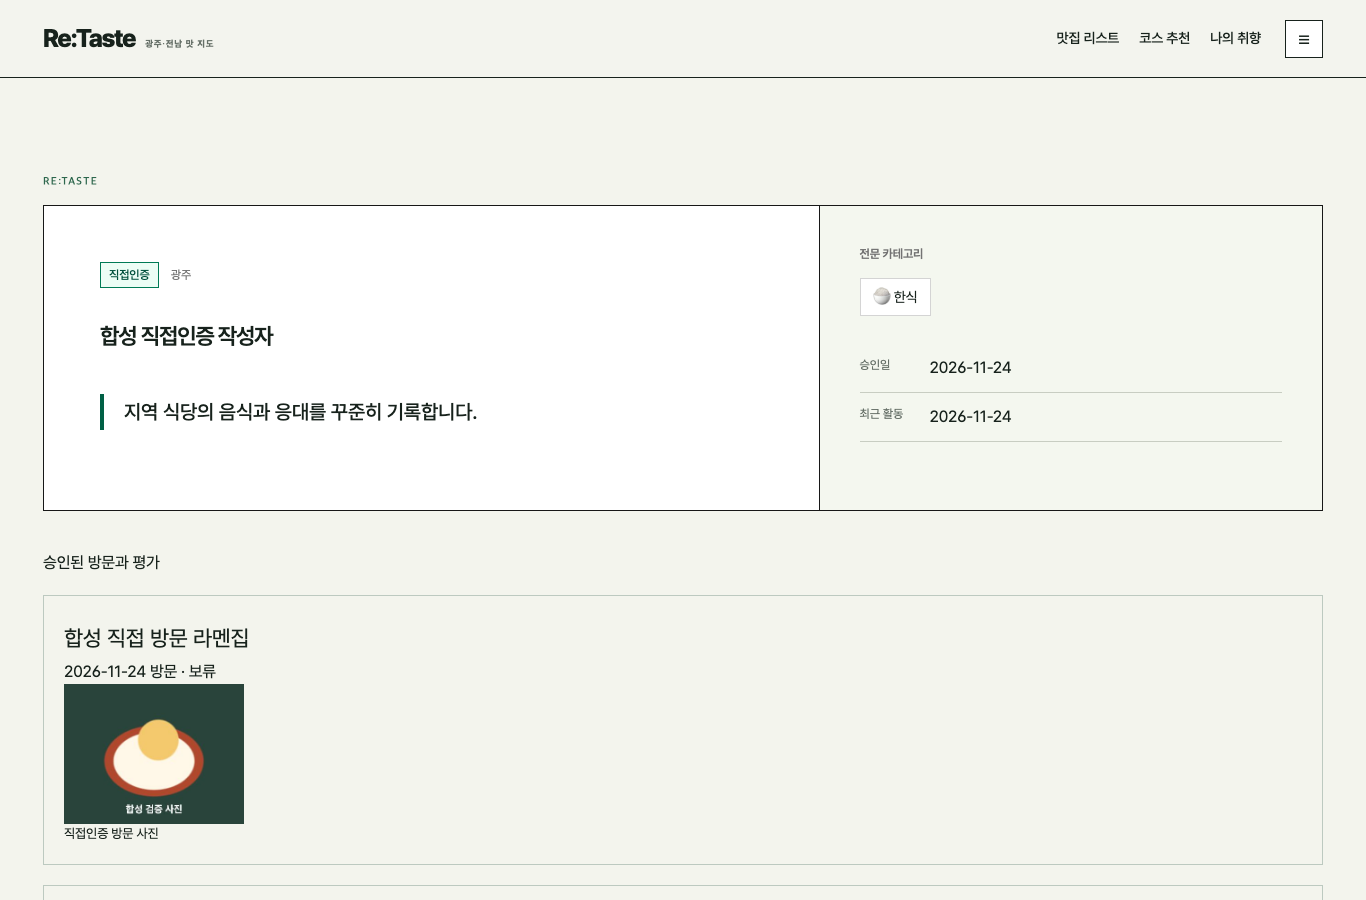 Re:Taste 광주·전남 맛 지도
맛집 리스트 코스 추천 나의 취향
RE:TASTE
직접인증 광주
합성 직접인증 작성자
지역 식당의 음식과 응대를 꾸준히 기록합니다.
전문 카테고리
한식
승인일 2026-11-24
최근 활동 2026-11-24
승인된 방문과 평가
합성 직접 방문 라멘집
2026-11-24 방문 · 보류
합성 검증 사진
직접인증 방문 사진